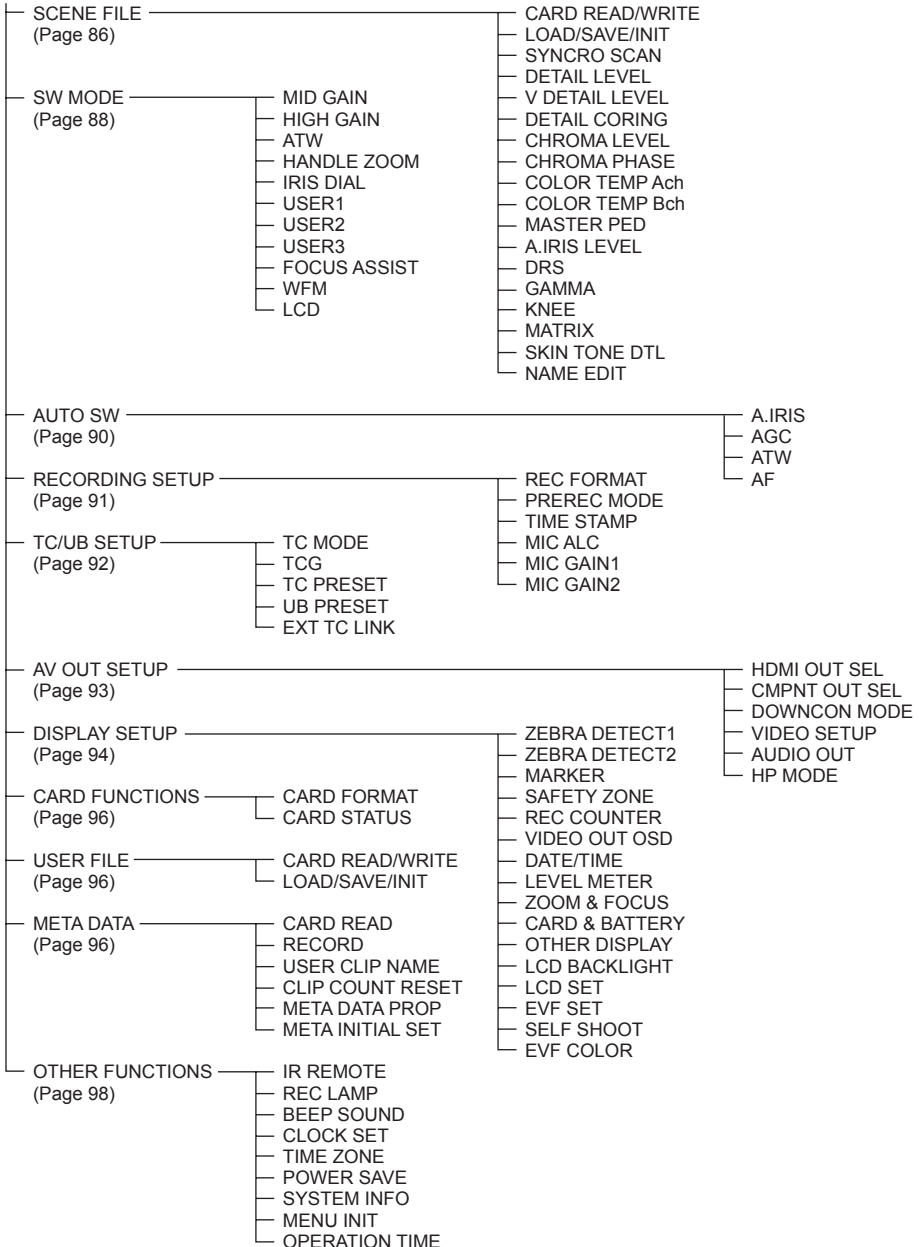 SCENE FILE
(Page 86)
CARD READ/WRITE
LOAD/SAVE/INIT
SYNCRO SCAN
DETAIL LEVEL
V DETAIL LEVEL
DETAIL CORING
CHROMA LEVEL
CHROMA PHASE
COLOR TEMP Ach
COLOR TEMP Bch
MASTER PED
A.IRIS LEVEL
DRS
GAMMA
KNEE
MATRIX
SKIN TONE DTL
NAME EDIT
SW MODE
(Page 88)
MID GAIN
HIGH GAIN
ATW
HANDLE ZOOM
IRIS DIAL
USER1
USER2
USER3
FOCUS ASSIST
WFM
LCD
AUTO SW
(Page 90)
A.IRIS
AGC
ATW
AF
RECORDING SETUP
(Page 91)
REC FORMAT
PREREC MODE
TIME STAMP
MIC ALC
MIC GAIN1
MIC GAIN2
TC/UB SETUP
(Page 92)
TC MODE
TCG
TC PRESET
UB PRESET
EXT TC LINK
AV OUT SETUP
(Page 93)
HDMI OUT SEL
CMPNT OUT SEL
DOWNCON MODE
VIDEO SETUP
AUDIO OUT
HP MODE
DISPLAY SETUP
(Page 94)
ZEBRA DETECT1
ZEBRA DETECT2
MARKER
SAFETY ZONE
REC COUNTER
VIDEO OUT OSD
DATE/TIME
LEVEL METER
ZOOM & FOCUS
CARD & BATTERY
OTHER DISPLAY
LCD BACKLIGHT
LCD SET
EVF SET
SELF SHOOT
EVF COLOR
CARD FUNCTIONS
(Page 96)
CARD FORMAT
CARD STATUS
USER FILE
(Page 96)
CARD READ/WRITE
LOAD/SAVE/INIT
META DATA
(Page 96)
CARD READ
RECORD
USER CLIP NAME
CLIP COUNT RESET
META DATA PROP
META INITIAL SET
OTHER FUNCTIONS
(Page 98)
IR REMOTE
REC LAMP
BEEP SOUND
CLOCK SET
TIME ZONE
POWER SAVE
SYSTEM INFO
MENU INIT
OPERATION TIME